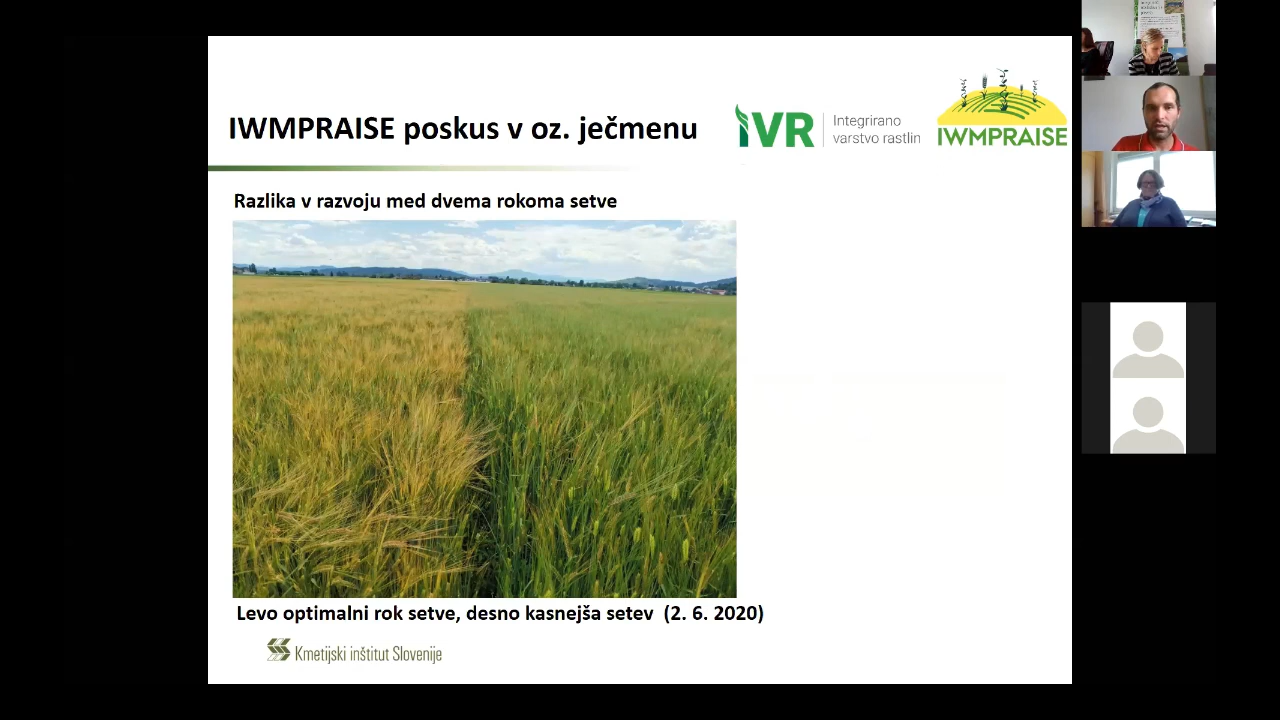 IWMPRAISE poskus v oz. ječmenu
iVR
Integrirano
varstvo rastlin
IWMPRAISE
Razlika v razvoju med dvema rokoma setve
Levo optimalni rok setve, desno kasnejša setev (2. 6. 2020)
Kmetijski inštitut Slovenije